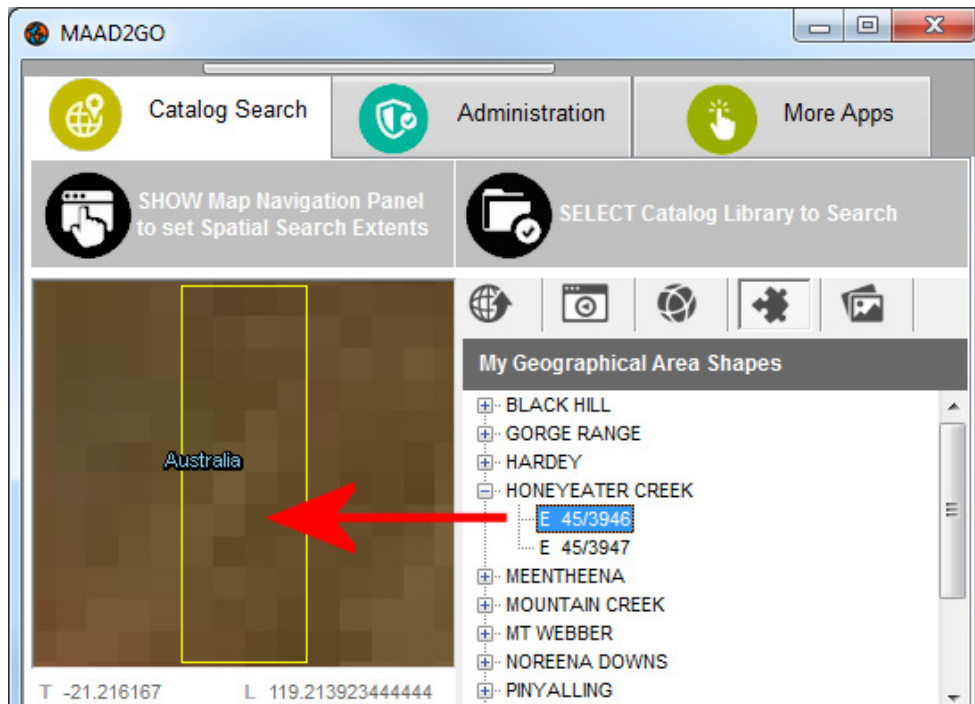 MAAD2GO
Catalog Search
Administration
More Apps
SHOW Map Navigation Panel
to set Spatial Search Extents
SELECT Catalog Library to Search
Australia
T -21.216167 L 119.213923444444
My Geographical Area Shapes
BLACK HILL
GORGE RANGE
HARDEY
HONEYEATER CREEK
E 45/3946
E 45/3947
MEENTHEENA
MOUNTAIN CREEK
MT WEBBER
NOREENA DOWNS
PINYALLING